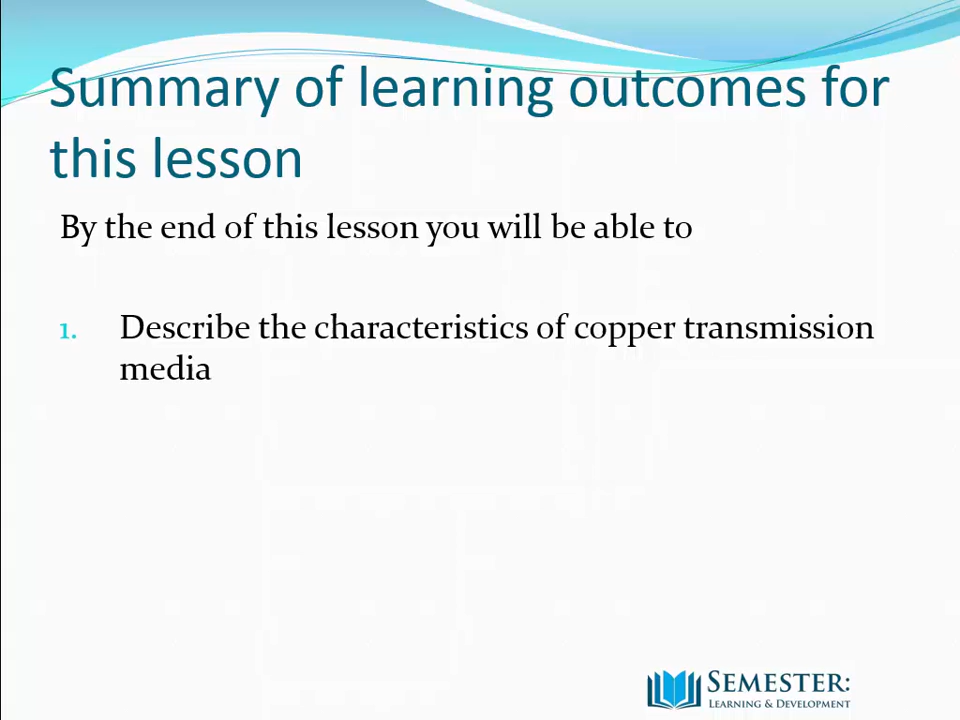 Summary of learning outcomes for
this lesson
By the end of this lesson you will be able to
1. Describe the characteristics of copper transmission
media
SEMESTER:
LEARNING & DEVELOPMENT